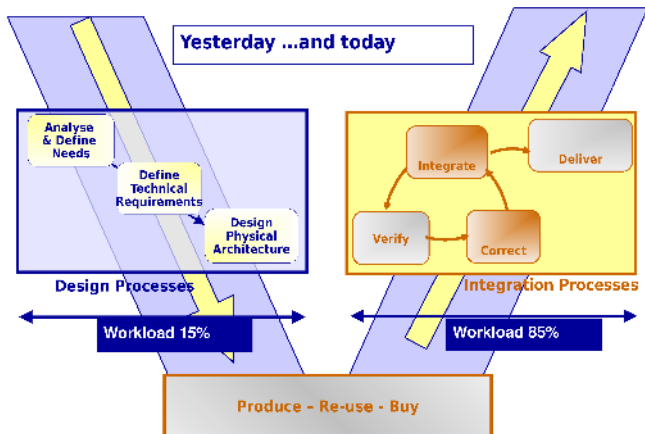 Yesterday ...and today
Analyse
& Define
Needs
Define
Technical
Requirements
Design
Physical
Architecture
Design Processes
Workload 15%
Integrate
Deliver
Verify
Correct
Integration Processes
Workload 85%
Produce – Re-use - Buy